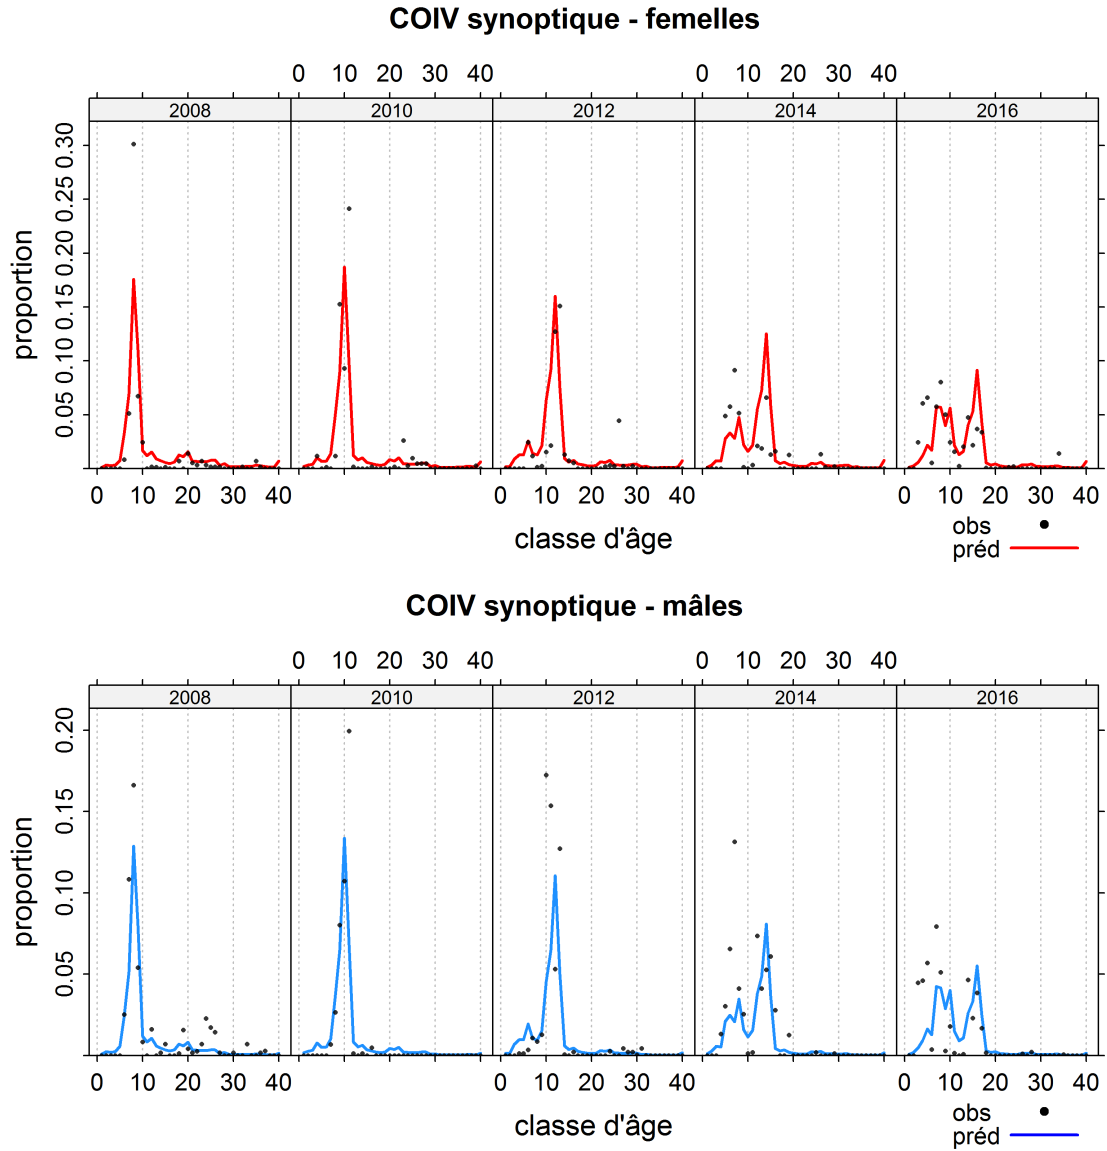 COIV synoptique - femelles
0 10 20 30 40 0 10 20 30 40
2008 2010 2012 2014 2016
proportion
0.05 0.10 0.15 0.20 0.25 0.30
0 10 20 30 40 0 10 20 30 40 0 10 20 30 40
classe d'âge
obs
préd
COIV synoptique - mâles
0 10 20 30 40 0 10 20 30 40
2008 2010 2012 2014 2016
proportion
0.05 0.10 0.15 0.20
0 10 20 30 40 0 10 20 30 40 0 10 20 30 40
classe d'âge
obs
préd